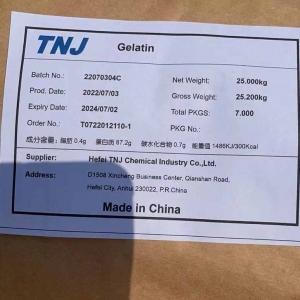 TNJ Gelatin
Batch No.: 22070304C Net Weight: 25.000kg
Prod. Date: 2022/07/03 Gross Weight: 25.200kg
Expiry Date: 2024/07/02 Total PKGS: 7.000
Order No.: T0722012110-1 PKG No.:
成分含量: 脂肪 0.4g 蛋白质 87.2g 碳水化合物 0.7g 能量值 1486KJ/300Kcal
Supplier: Hefei TNJ Chemical Industry Co.,Ltd.
D1508 Xincheng Business Center, Qianshan Road,
Hefei City, Anhui 230022, P.R.China
Made in China